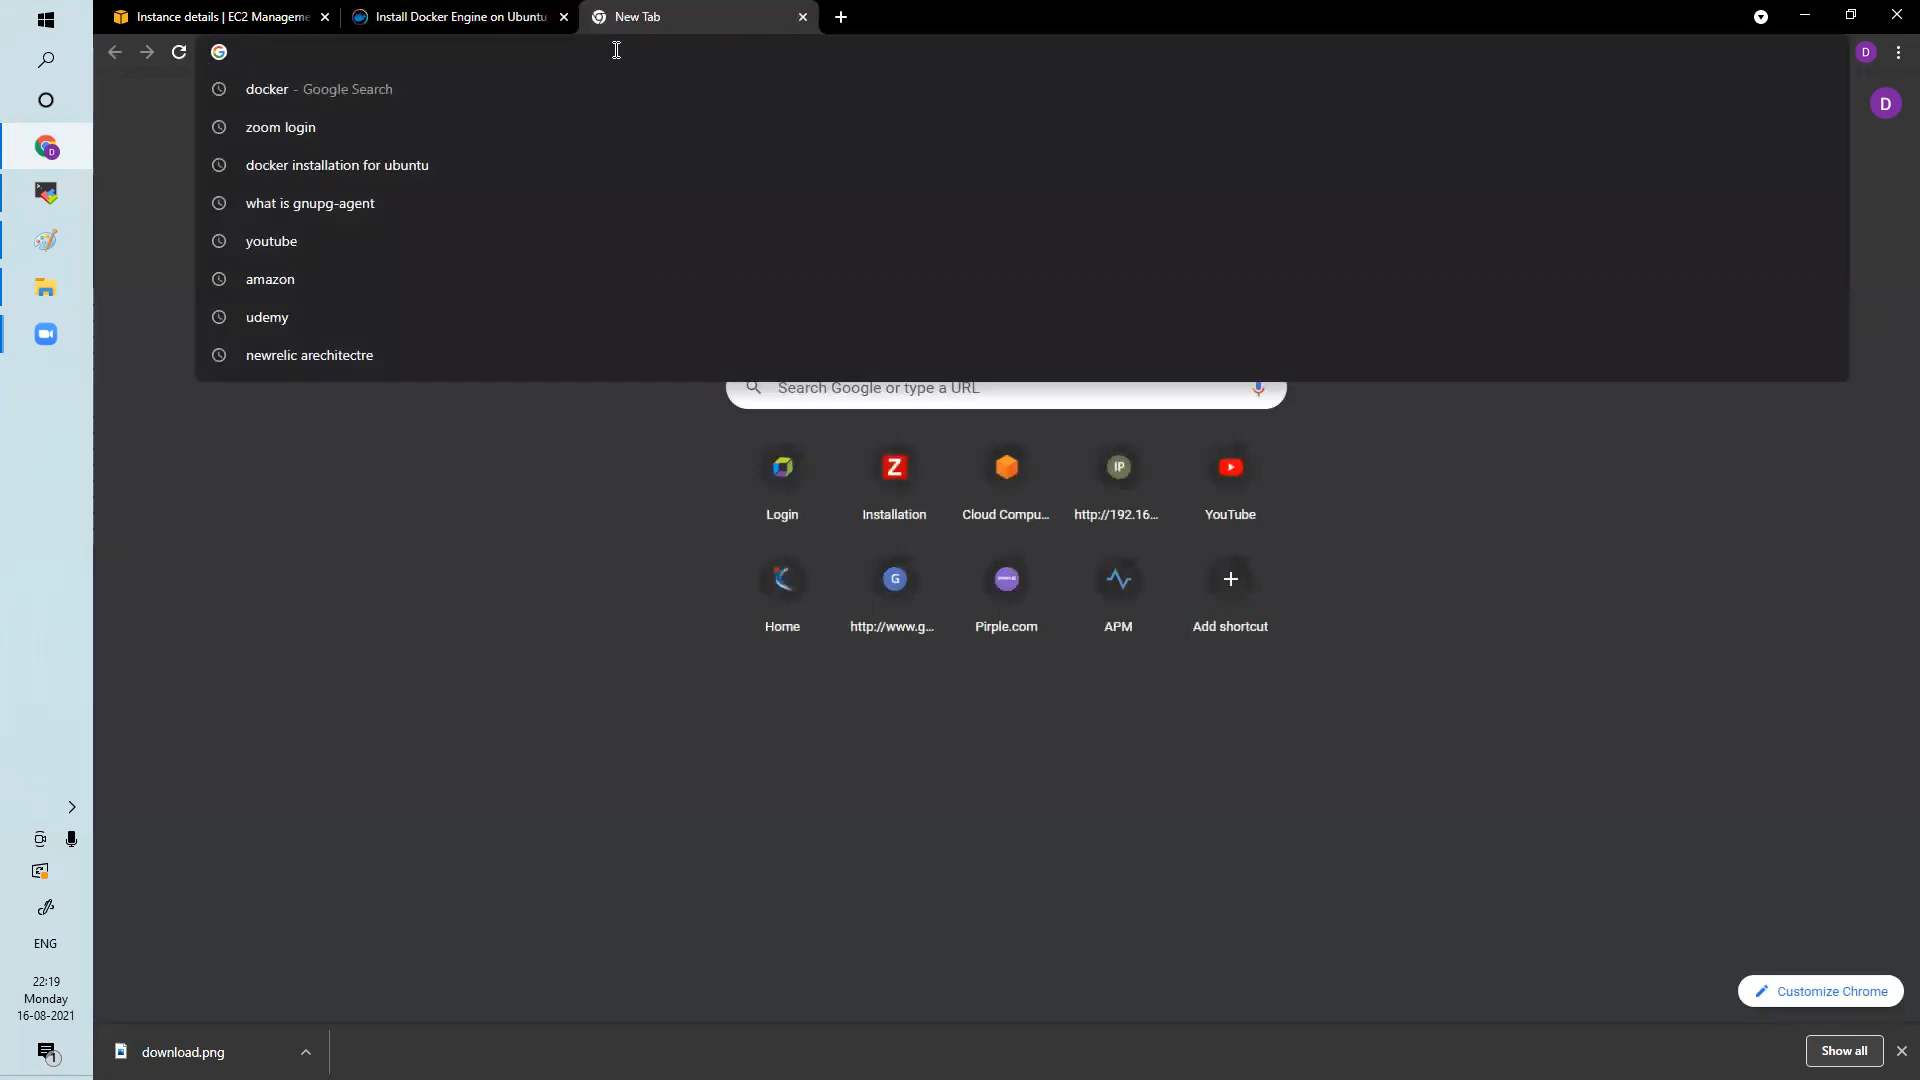 Instance details | EC2 Manageme
Install Docker Engine on Ubuntu
New Tab
docker - Google Search
zoom login
docker installation for ubuntu
what is gnupg-agent
youtube
amazon
udemy
newrelic arechitectre
D
D
D
Search Google or type a URL
Z
IP
Login
Installation
Cloud Compu...
http://192.16...
YouTube
G
Home
http://www.g...
Pirple.com
APM
Add shortcut
ENG
22:19
Monday
16-08-2021
1
Customize Chrome
download.png
Show all